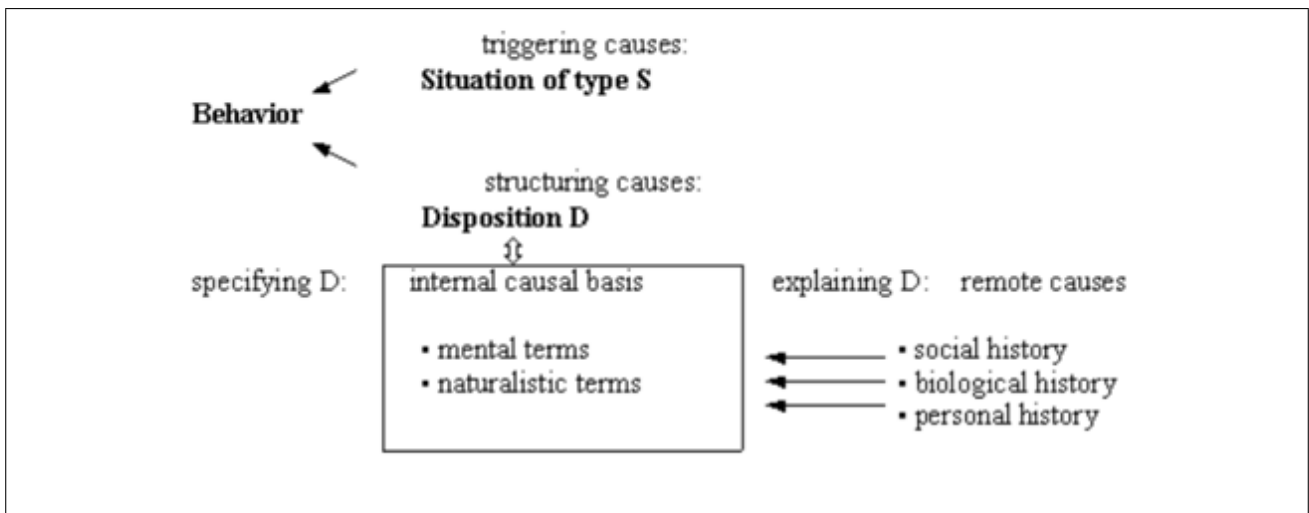 triggering causes:
Situation of type S
Behavior
structuring causes:
Disposition D
specifying D: internal causal basis explaining D: remote causes
▪ mental terms ▪ social history
▪ naturalistic terms ▪ biological history
▪ personal history